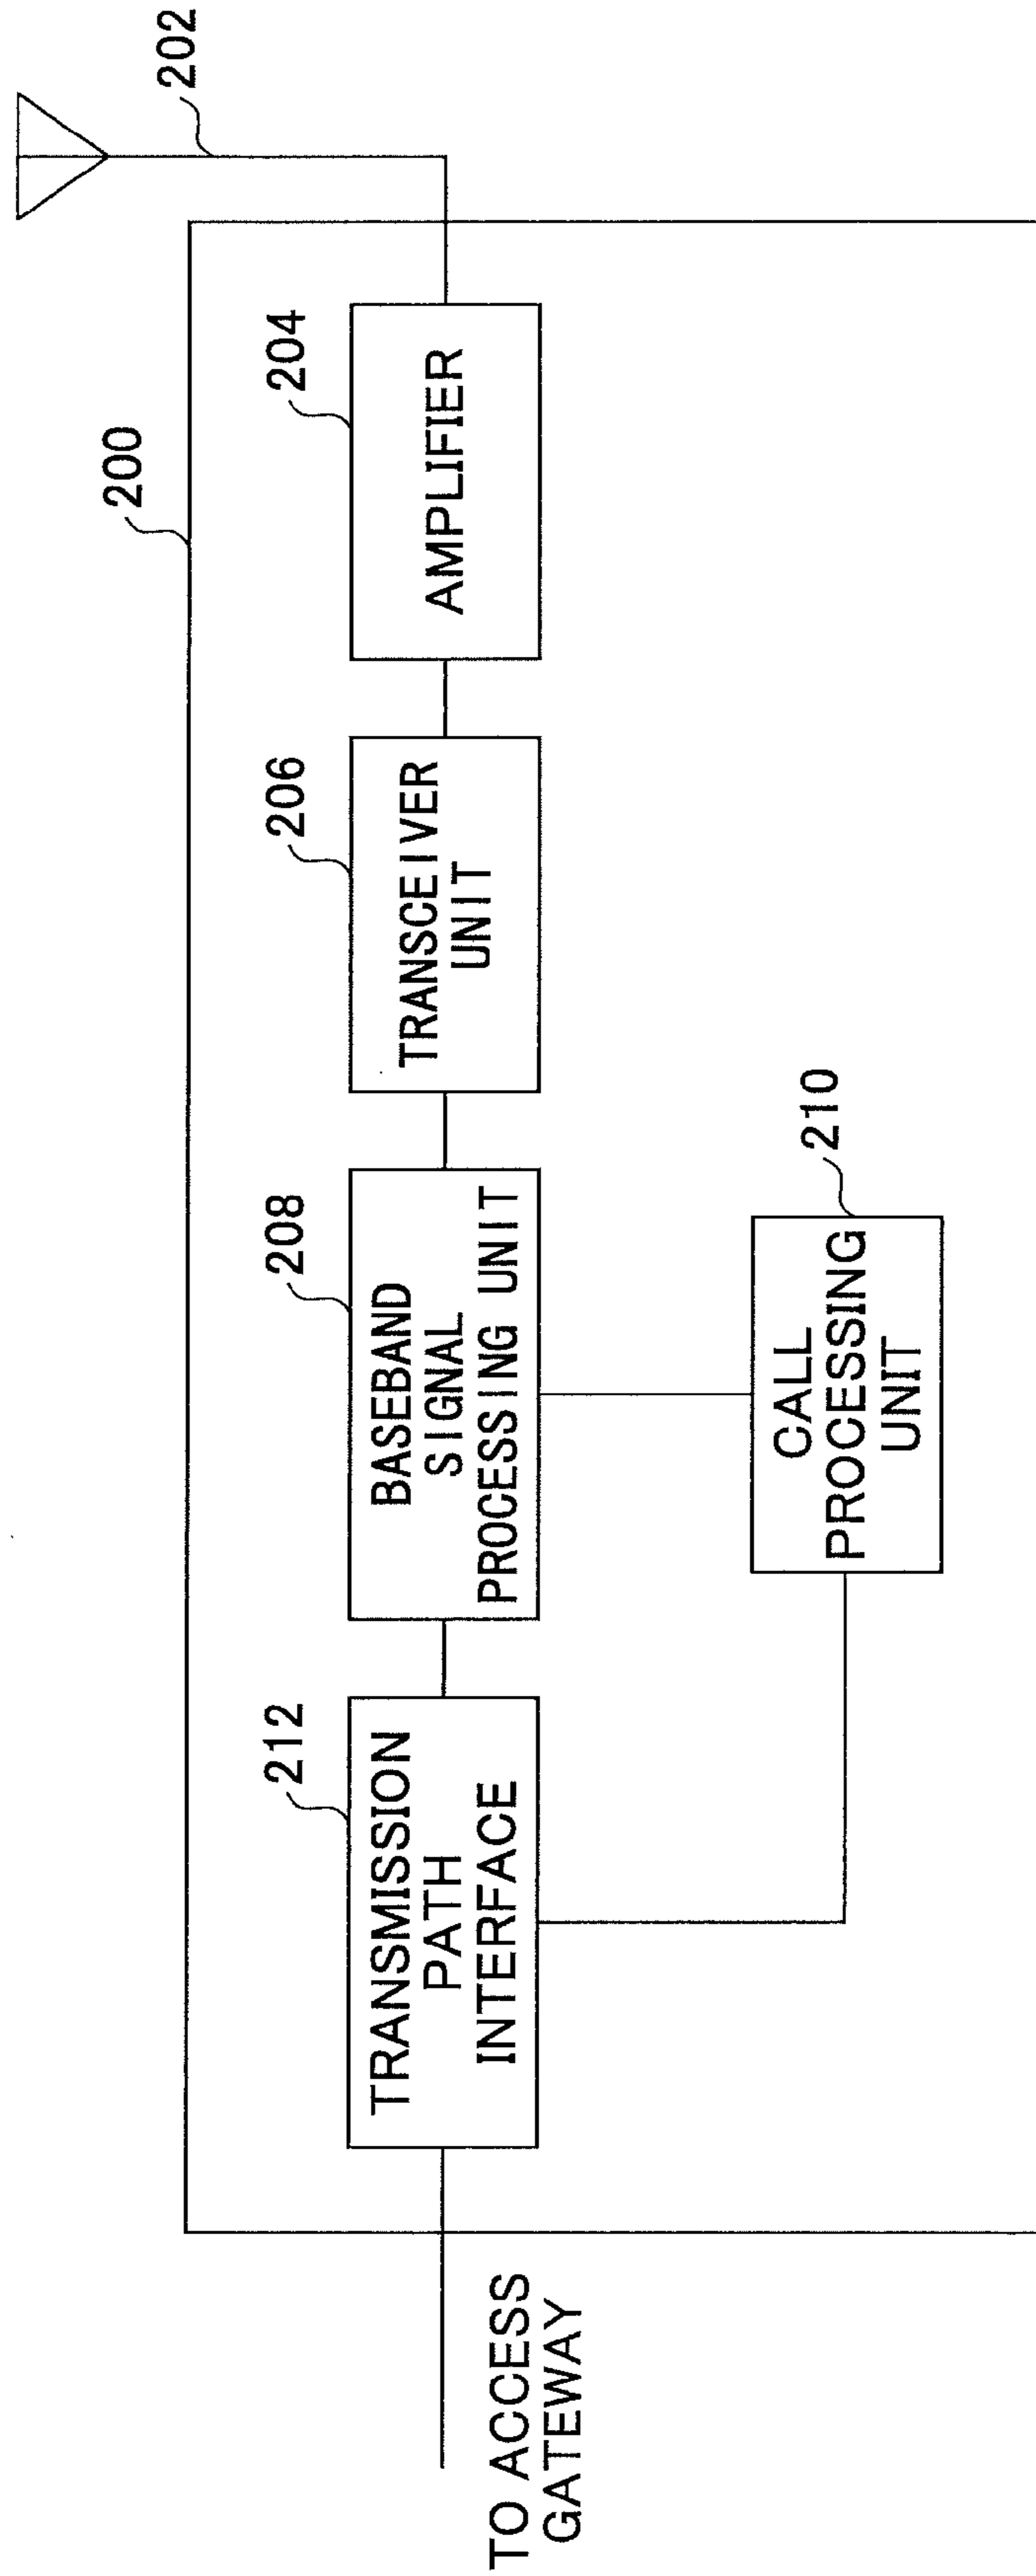 200
202
212
TRANSMISSION
PATH
INTERFACE
208
BASEBAND
SIGNAL
PROCESSING UNIT
206
TRANSCEIVER
UNIT
204
AMPLIFIER
TO ACCESS
GATEWAY
210
CALL
PROCESSING
UNIT